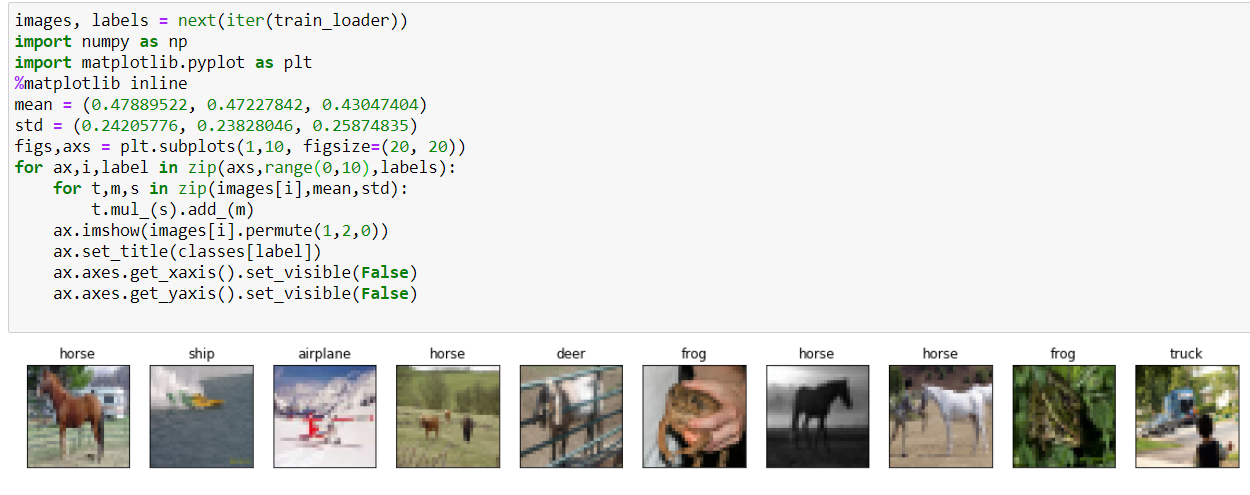 images, labels = next(iter(train_loader))
import numpy as np
import matplotlib.pyplot as plt
%matplotlib inline
mean = (0.47889522, 0.47227842, 0.43047404)
std = (0.24205776, 0.23828046, 0.25874835)
figs,axs = plt.subplots(1,10, figsize=(20, 20))
for ax,i,label in zip(axs,range(0,10),labels):
    for t,m,s in zip(images[i],mean,std):
        t.mul_(s).add_(m)
    ax.imshow(images[i].permute(1,2,0))
    ax.set_title(classes[label])
    ax.axes.get_xaxis().set_visible(False)
    ax.axes.get_yaxis().set_visible(False)
horse ship airplane horse deer frog horse horse frog truck